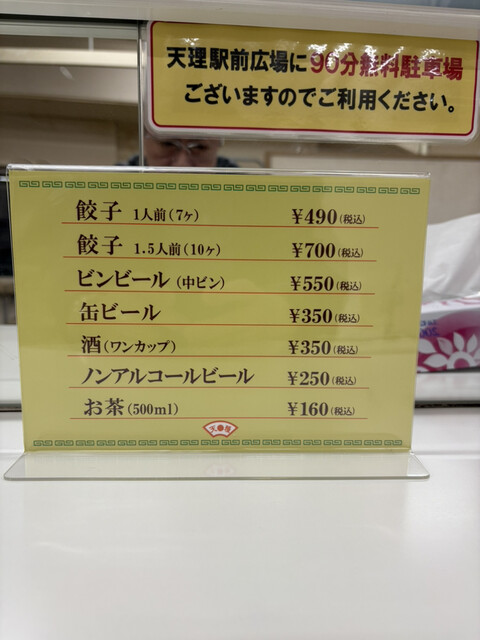 天理駅前広場に90分無料駐車場
ございますのでご利用ください。
餃子 1人前(7ヶ) ¥490(税込)
餃子 1.5人前(10ヶ) ¥700(税込)
ビンビール(中ビン) ¥550(税込)
缶ビール ¥350(税込)
酒(ワンカップ) ¥350(税込)
ノンアルコールビール ¥250(税込)
お茶(500ml) ¥160(税込)